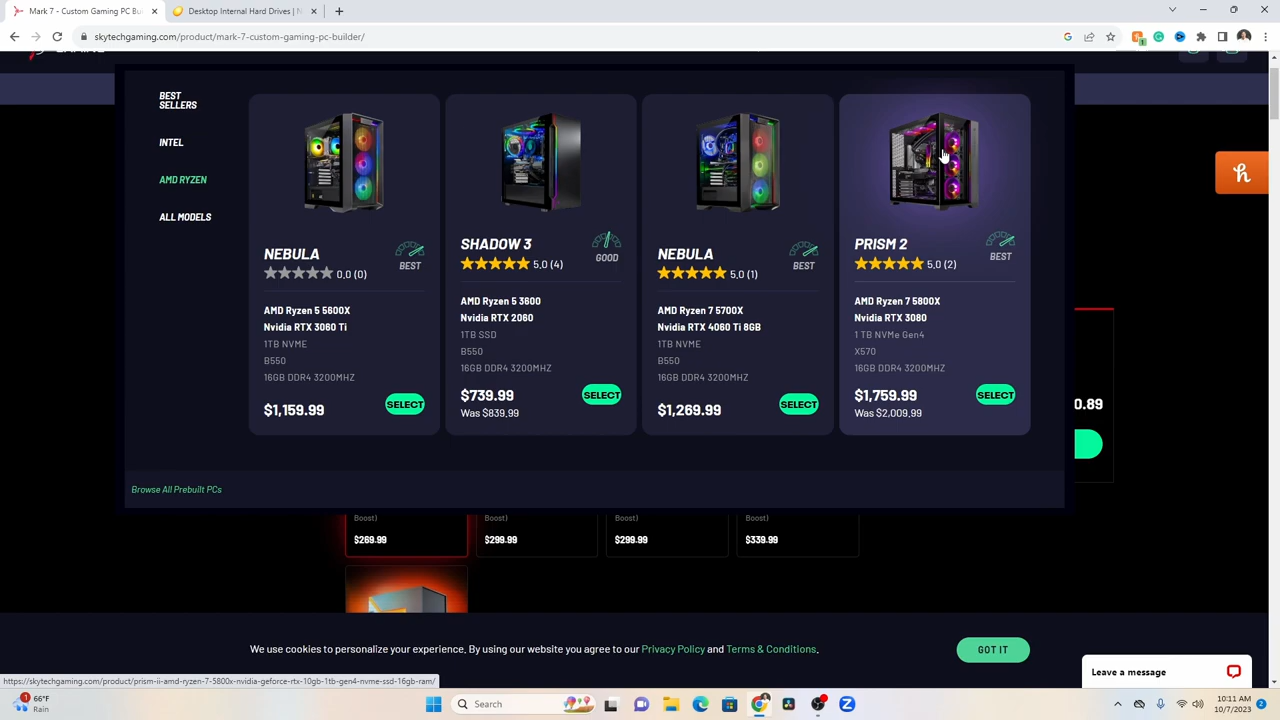 Mark 7 - Custom Gaming PC Bu
Desktop Internal Hard Drives | N
skytechgaming.com/product/mark-7-custom-gaming-pc-builder/
BEST
SELLERS
INTEL
AMD RYZEN
ALL MODELS
NEBULA
BEST
0.0 (0)
AMD Ryzen 5 5600X
Nvidia RTX 3060 Ti
1TB NVME
B550
16GB DDR4 3200MHZ
$1,159.99
SELECT
SHADOW 3
GOOD
5.0 (4)
AMD Ryzen 5 3600
Nvidia RTX 2060
1TB SSD
B550
16GB DDR4 3200MHZ
$739.99
Was $839.99
SELECT
NEBULA
BEST
5.0 (1)
AMD Ryzen 7 5700X
Nvidia RTX 4060 Ti 8GB
1TB NVME
B550
16GB DDR4 3200MHZ
$1,269.99
SELECT
PRISM 2
BEST
5.0 (2)
AMD Ryzen 7 5800X
Nvidia RTX 3080
1 TB NVMe Gen4
X570
16GB DDR4 3200MHZ
$1,759.99
Was $2,009.99
SELECT
0.89
Browse All Prebuilt PCs
Boost)
Boost)
Boost)
Boost)
$269.99
$299.99
$299.99
$339.99
We use cookies to personalize your experience. By using our website you agree to our Privacy Policy and Terms & Conditions.
GOT IT
Leave a message
https://skytechgaming.com/product/prism-ii-amd-ryzen-7-5800x-nvidia-geforce-rtx-10gb-1tb-gen4-nvme-ssd-16gb-ram/
1
66°F
Rain
Search
10:11 AM
10/7/2023
2